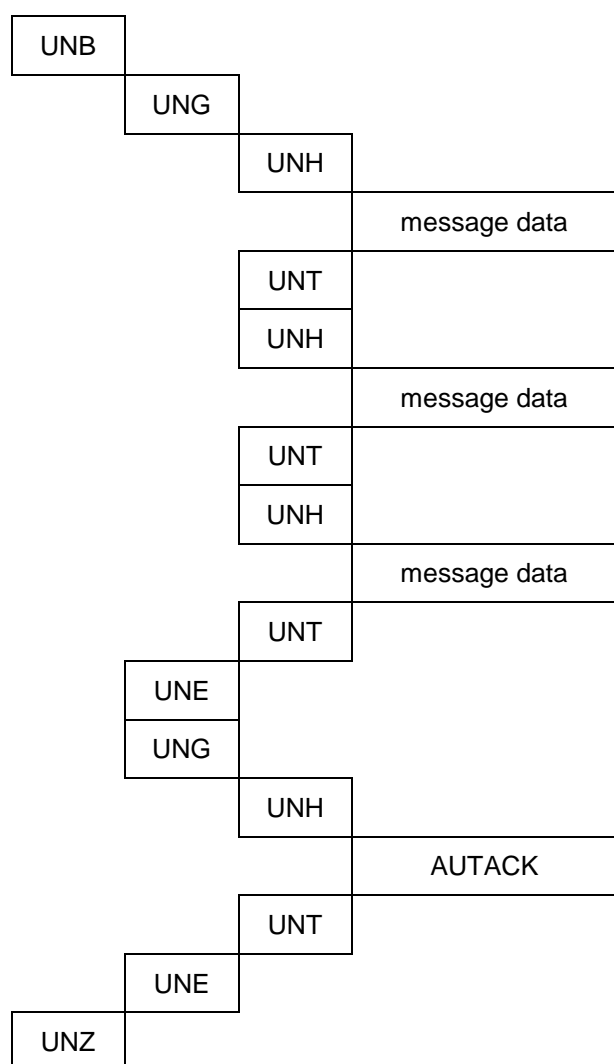 UNB
UNG
UNH
message data
UNT
UNH
message data
UNT
UNH
message data
UNT
UNE
UNG
UNH
AUTACK
UNT
UNE
UNZ